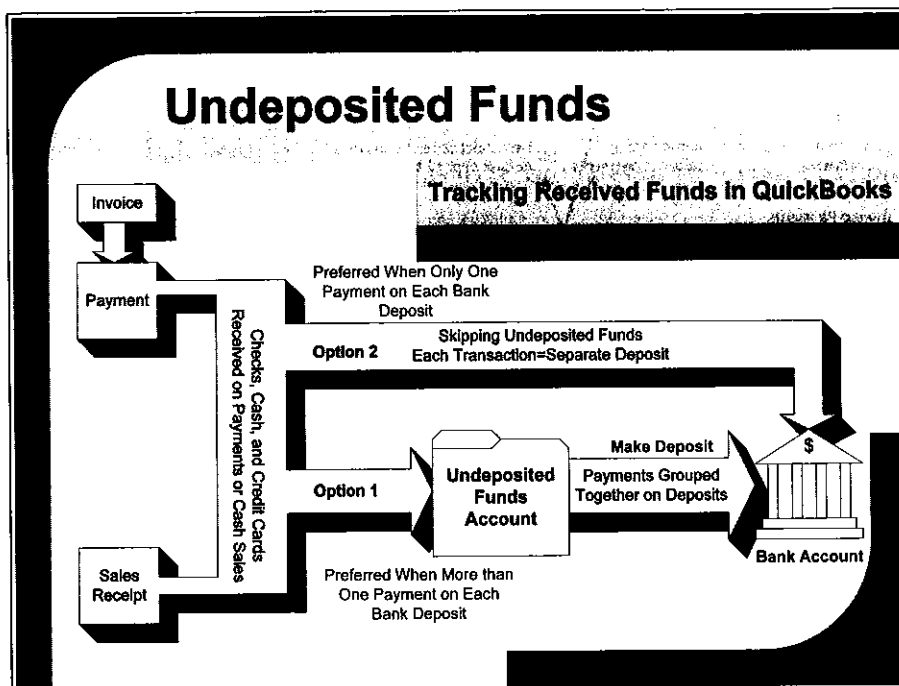 Undeposited Funds
Tracking Received Funds in QuickBooks
Invoice
Payment
Preferred When Only One
Payment on Each Bank
Deposit
Checks, Cash, and Credit Cards
Received on Payments or Cash Sales
Option 2
Skipping Undeposited Funds
Each Transaction=Separate Deposit
Option 1
Undeposited
Funds
Account
Make Deposit
Payments Grouped
Together on Deposits
$
Bank Account
Sales
Receipt
Preferred When More than
One Payment on Each
Bank Deposit